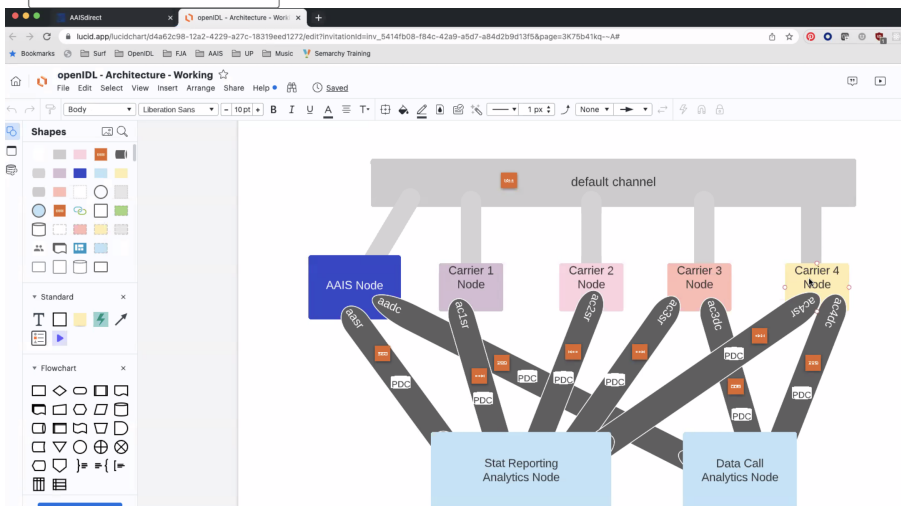 AAISdirect
openIDL - Architecture - Work
lucid.app/lucidchart/d4a62c98-12a2-4229-a27c-18319eed1272/edit?invitationId=inv_5414fb08-f84c-42a9-a5d7-a84d2b9d13f5&page=3K75b41kq~~A#
Bookmarks Surf OpenIDL FJA AAIS UP Music Semarchy Training
openIDL - Architecture - Working
File Edit Select View Insert Arrange Share Help Saved
Body Liberation Sans 10 pt B I U A T 1 px None
Shapes
default channel
AAIS Node
Carrier 1
Node
Carrier 2
Node
Carrier 3
Node
Carrier 4
Node
aasr
aadc
ac1sr
ac2sr
ac3sr
ac3dc
ac4sr
ac4dc
Standard
T
Flowchart
PDC
PDC
PDC
PDC
PDC
PDC
PDC
PDC
Stat Reporting
Analytics Node
Data Call
Analytics Node